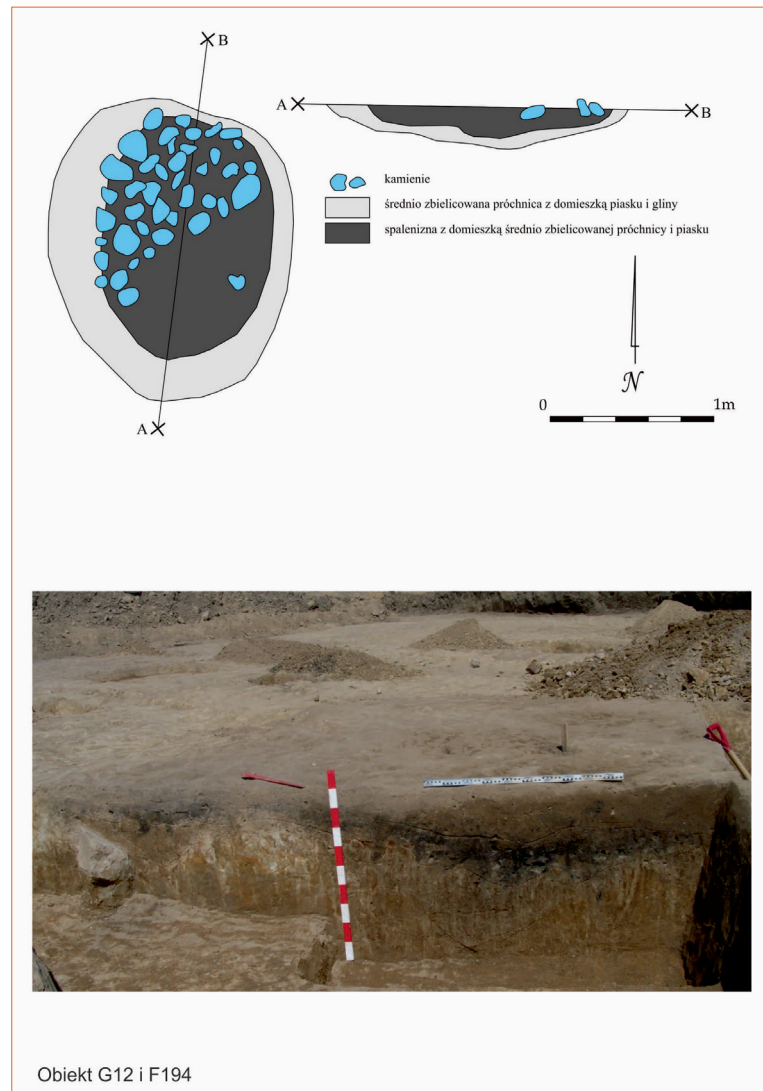 B
A
B
kamienie
średnio zbielicowana próchnica z domieszką piasku i gliny
spalenizna z domieszką średnio zbielicowanej próchnicy i piasku
N
0 1m
A
Obiekt G12 i F194